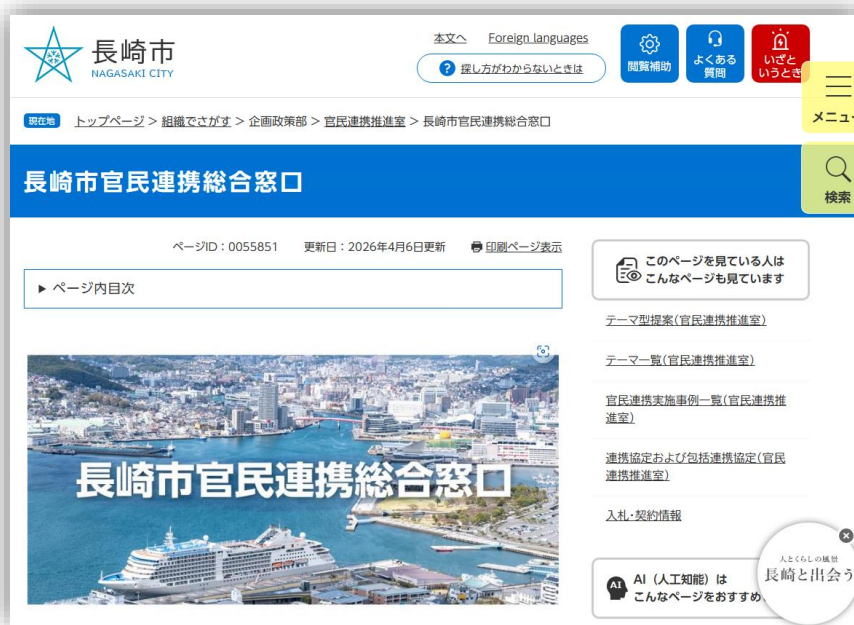 長崎市
NAGASAKI CITY
本文へ Foreign languages
? 探し方がわからないときは
閲覧補助
よくある
質問
いざと
いうとき
メニュー
現在地 トップページ > 組織でさがす > 企画政策部 > 官民連携推進室 > 長崎市官民連携総合窓口
長崎市官民連携総合窓口
検索
ページID：0055851 更新日：2026年4月6日更新 印刷ページ表示
▶ ページ内目次
長崎市官民連携総合窓口
このページを見ている人は
こんなページも見ています
テーマ型提案(官民連携推進室)
テーマ一覧(官民連携推進室)
官民連携実施事例一覧(官民連携推
進室)
連携協定および包括連携協定(官民
連携推進室)
入札・契約情報
AI AI（人工知能）は
こんなページをおすすめ
人とくらしの風景
長崎と出会う